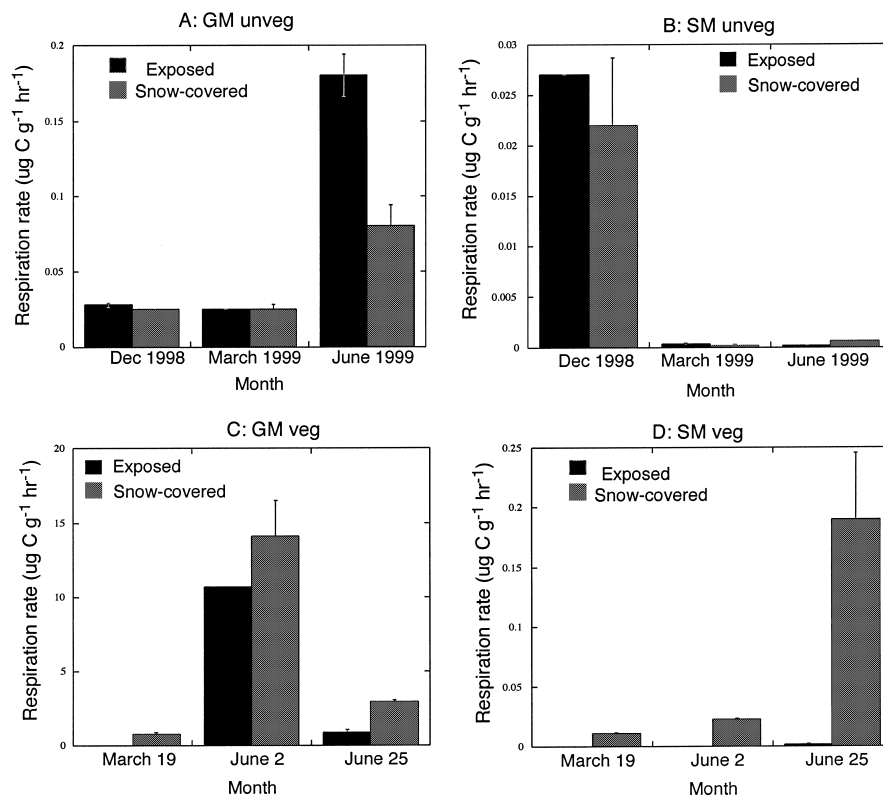 A: GM unveg
Respiration rate (ug C g-1 hr-1)
0.2
0.15
0.1
0.05
0
Exposed
Snow-covered
Dec 1998 March 1999 June 1999
Month
B: SM unveg
Respiration rate (ug C g-1 hr-1)
0.03
0.025
0.02
0.015
0.01
0.005
0
Exposed
Snow-covered
Dec 1998 March 1999 June 1999
Month
C: GM veg
Respiration rate (ug C g-1 hr-1)
20
15
10
5
0
Exposed
Snow-covered
March 19 June 2 June 25
Month
D: SM veg
Respiration rate (ug C g-1 hr-1)
0.25
0.2
0.15
0.1
0.05
0
Exposed
Snow-covered
March 19 June 2 June 25
Month